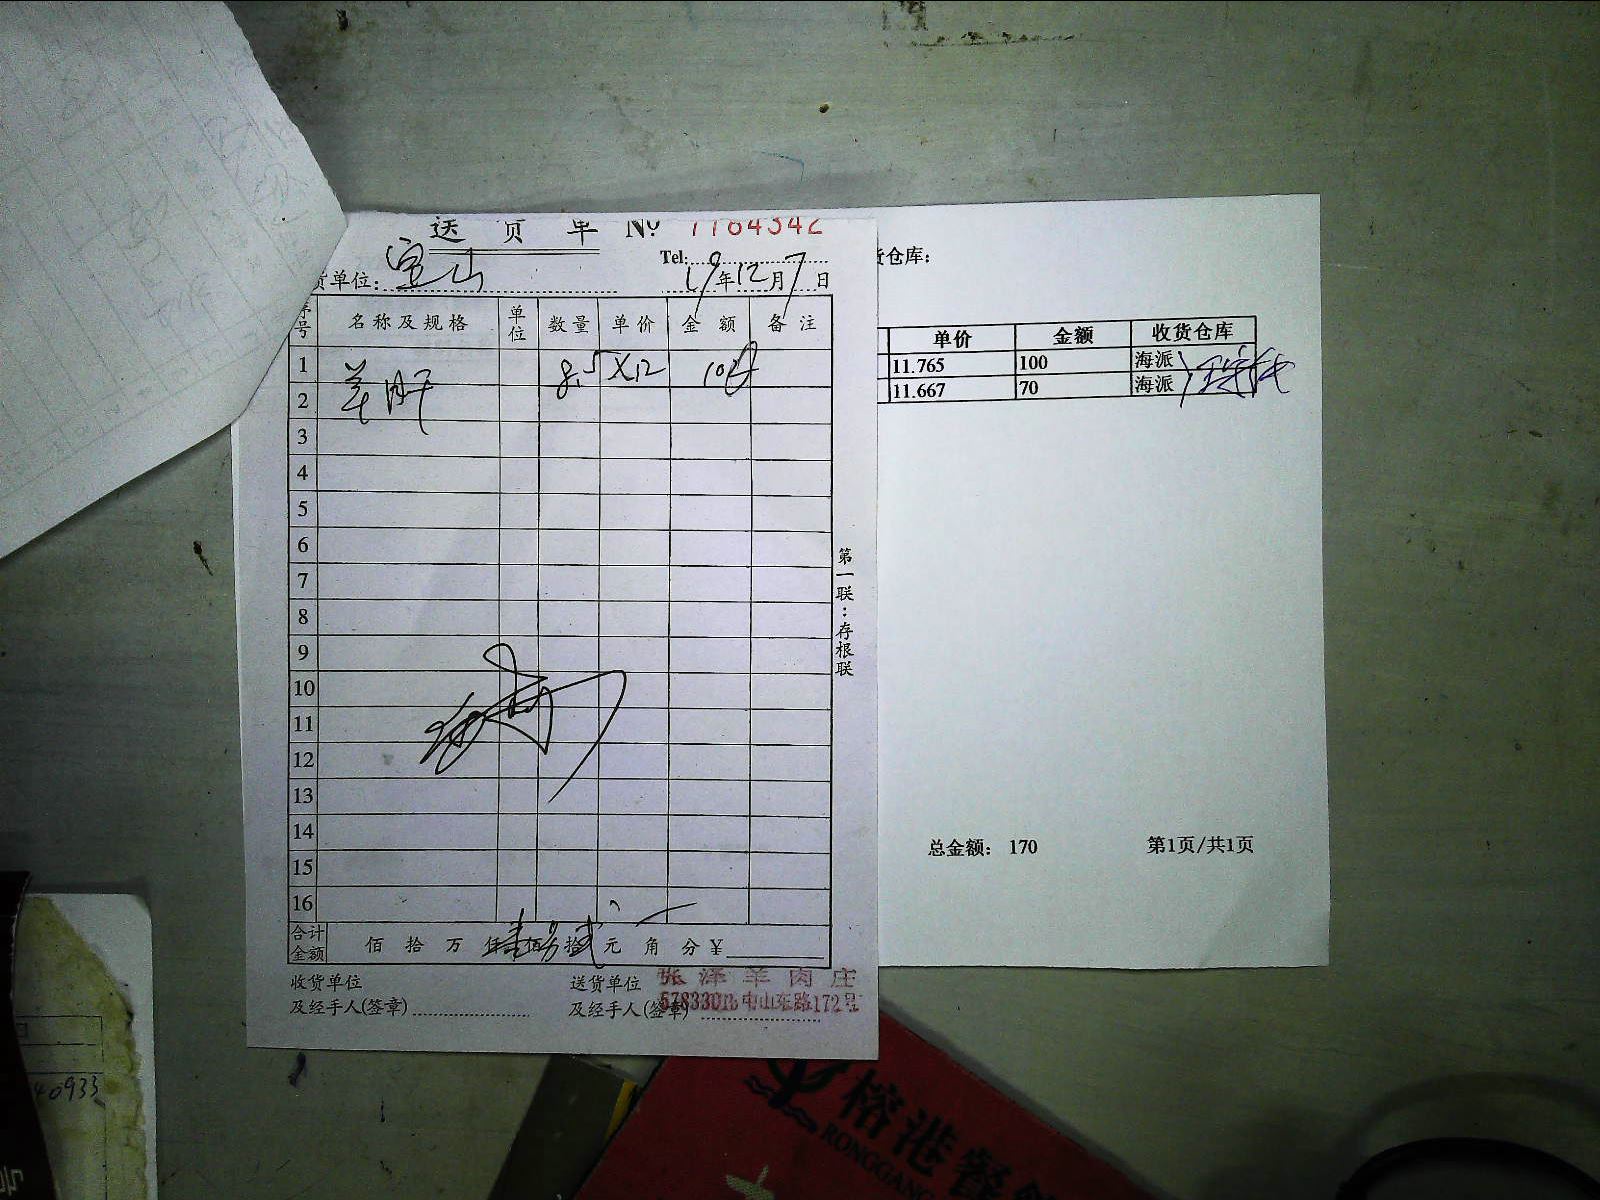 送货单 № 7764342
Tel:
货单位: 宝山 19年12月7日
序号 名称及规格 单位 数量 单价 金额 备注
1 羊肝 8.5 X12
2
3
4
5
6
7
8
9
10
11
12
13
14
15
16
合计金额 佰 拾 万 仟 佰 拾 元 角 分 ¥
收货单位 送货单位 张泽羊肉庄
及经手人(签章) 及经手人(签章) 中山东路172号
第一联:存根联
货仓库:
单价 金额 收货仓库
11.765 100 海派
11.667 70 海派
总金额: 170 第1页/共1页
40933
榕港餐
RONGGANG